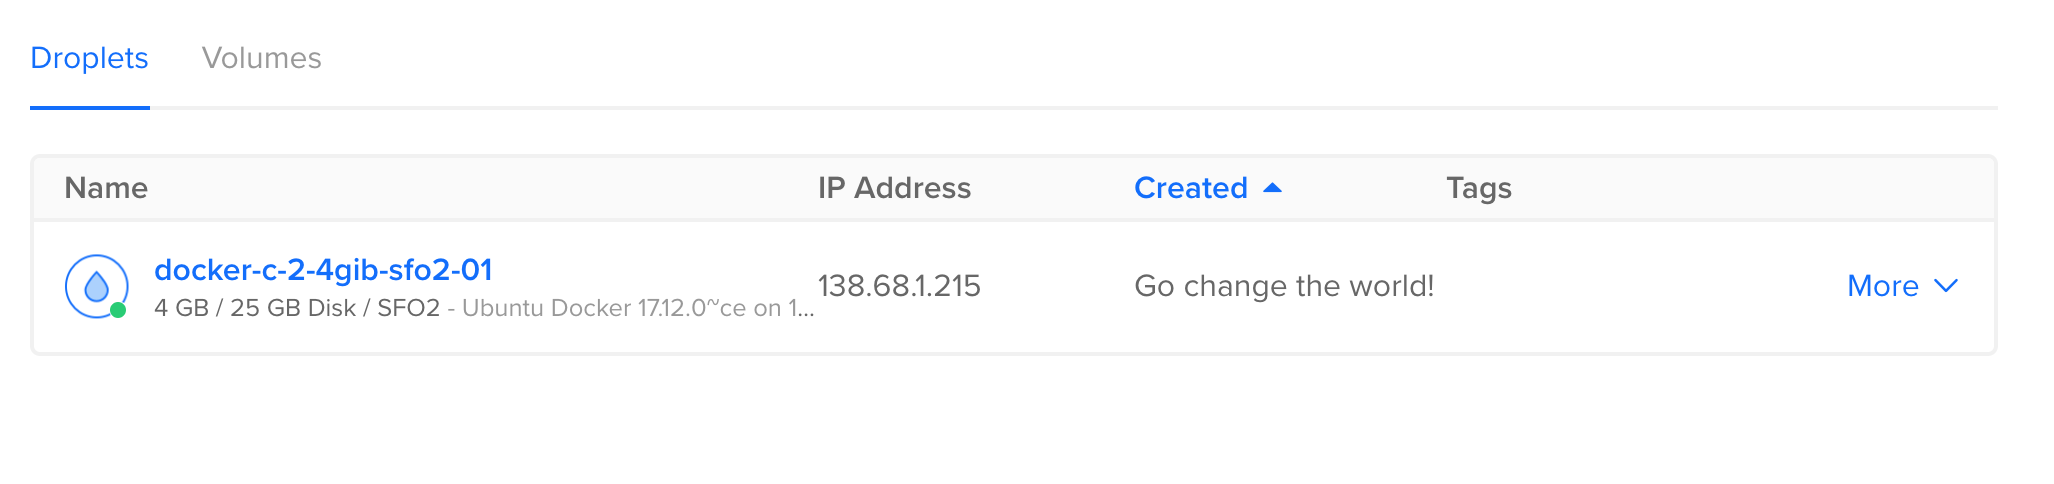 Droplets Volumes
Name IP Address Created Tags
docker-c-2-4gib-sfo2-01
4 GB / 25 GB Disk / SFO2 - Ubuntu Docker 17.12.0~ce on 1...
138.68.1.215
Go change the world!
More